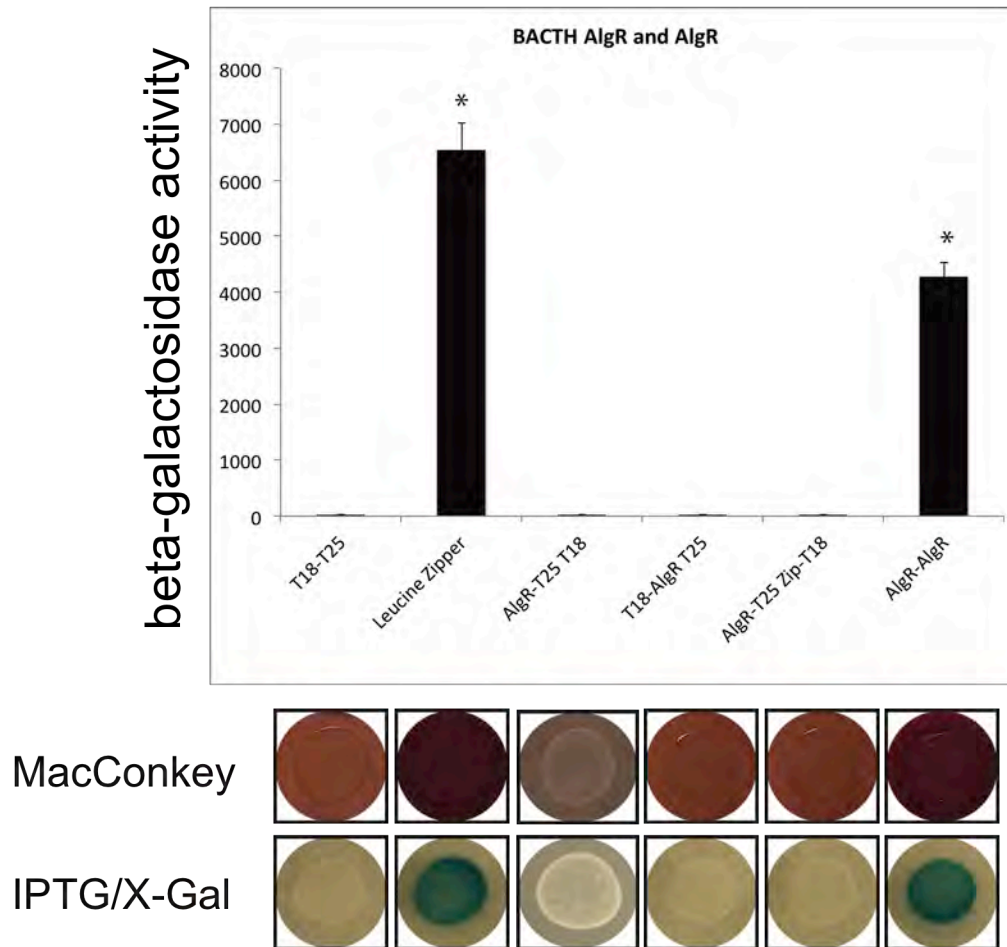 BACTH AlgR and AlgR
beta-galactosidase activity
8000
7000
6000
5000
4000
3000
2000
1000
0
*
*
T18-T25
Leucine Zipper
AlgR-T25 T18
T18-AlgR T25
AlgR-T25 Zip-T18
AlgR-AlgR
MacConkey
IPTG/X-Gal